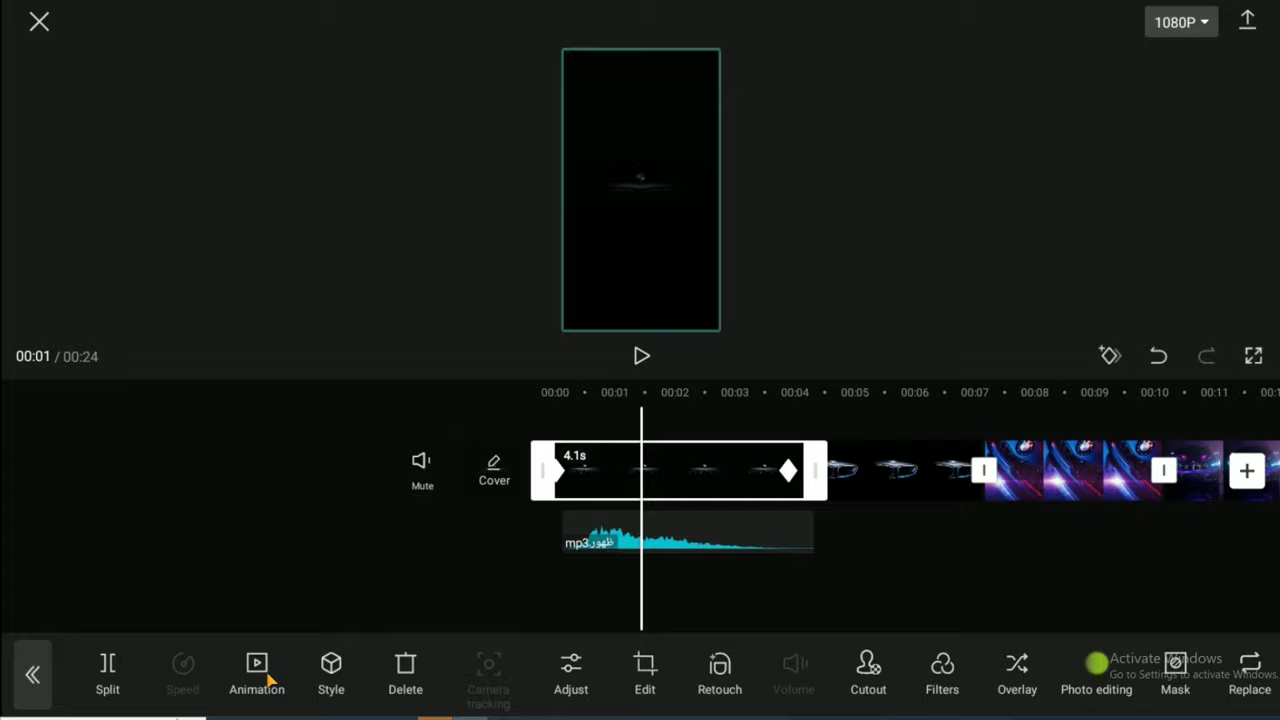 1080P
00:01 / 00:24
00:00 00:01 00:02 00:03 00:04 00:05 00:06 00:07 00:08 00:09 00:10 00:11
4.1s
Mute
Cover
ظهور.mp3
Split
Speed
Animation
Style
Delete
Camera
tracking
Adjust
Edit
Retouch
Volume
Cutout
Filters
Overlay
Photo editing
Mask
Replace
Activate Windows
Go to Settings to activate Windows.